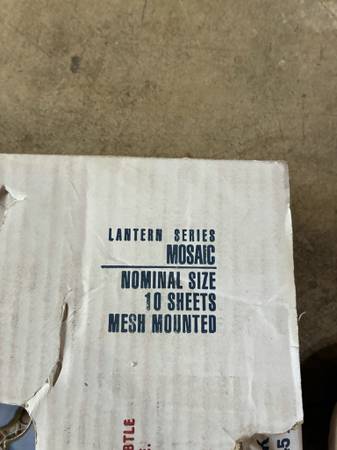 LANTERN SERIES
MOSAIC
NOMINAL SIZE
10 SHEETS
MESH MOUNTED